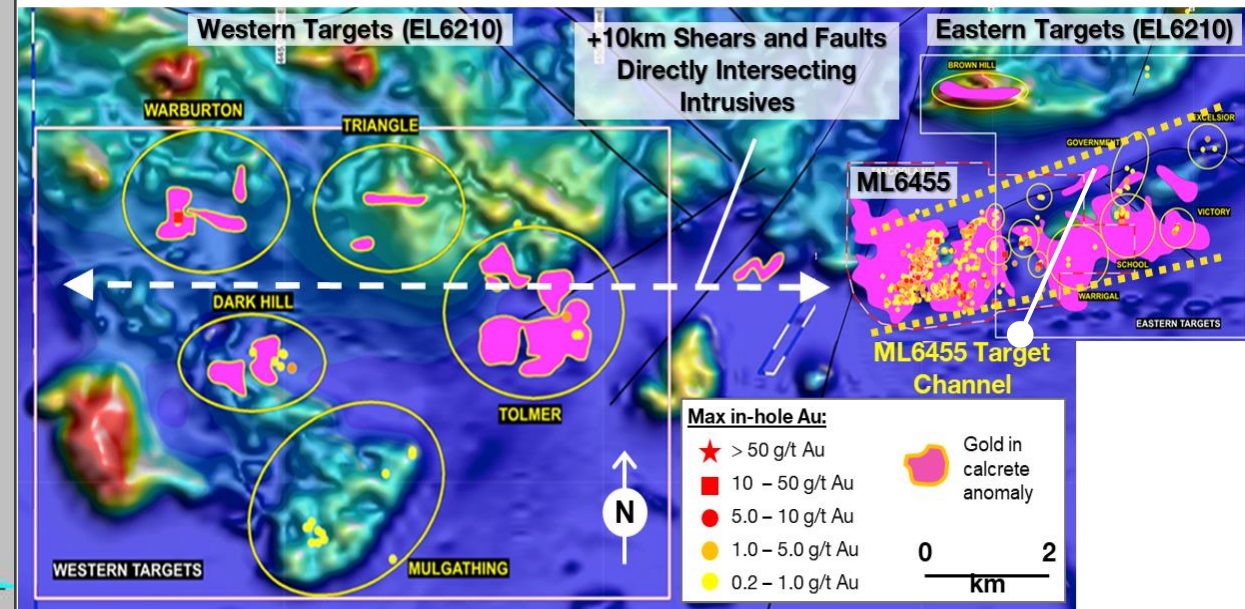 Western Targets (EL6210)
+10km Shears and Faults
Directly Intersecting
Intrusives
Eastern Targets (EL6210)
BROWN HILL
WARBURTON
TRIANGLE
EXCELSIOR
GOVERNMENT
ML6455
VICTORY
DARK HILL
SCHOOL
WARRIGAL
EASTERN TARGETS
ML6455 Target
Channel
TOLMER
Max in-hole Au:
> 50 g/t Au
10 – 50 g/t Au
5.0 – 10 g/t Au
1.0 – 5.0 g/t Au
0.2 – 1.0 g/t Au
Gold in
calcrete
anomaly
0 2
km
N
WESTERN TARGETS
MULGATHING